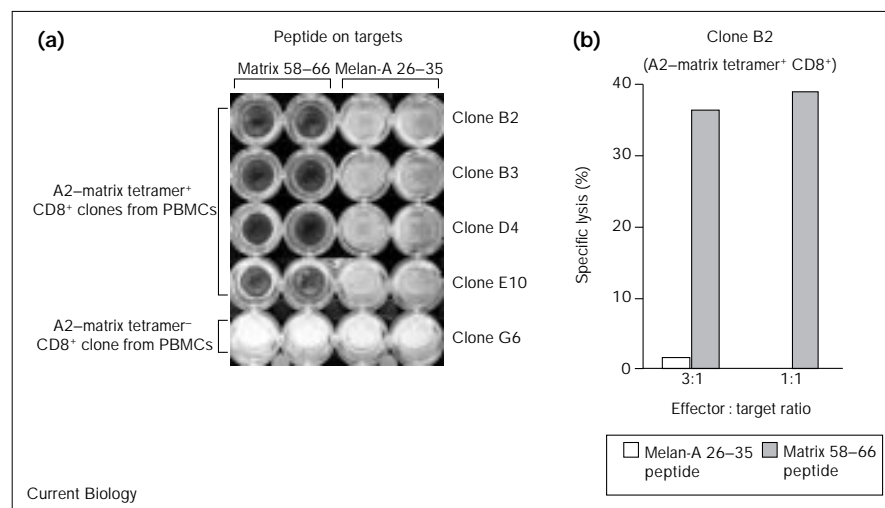 (a)
Peptide on targets
Matrix 58–66 Melan-A 26–35
A2–matrix tetramer⁺
CD8⁺ clones from PBMCs
A2–matrix tetramer⁻
CD8⁺ clone from PBMCs
Clone B2
Clone B3
Clone D4
Clone E10
Clone G6
(b)
Clone B2
(A2–matrix tetramer⁺ CD8⁺)
Specific lysis (%)
40
30
20
10
0
3:1 1:1
Effector : target ratio
Melan-A 26–35
peptide
Matrix 58–66
peptide
Current Biology